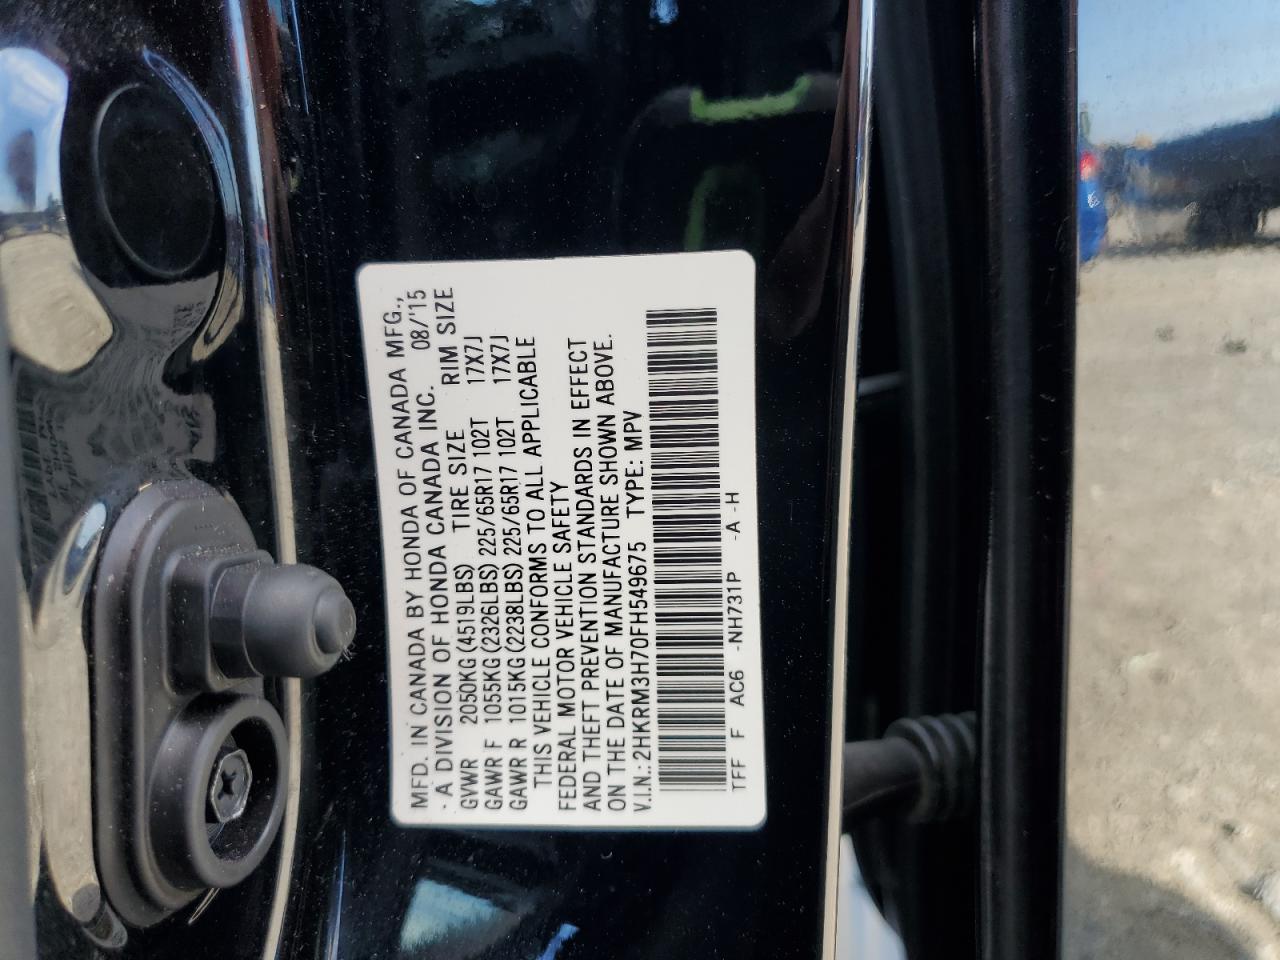 MFD. IN CANADA BY HONDA OF CANADA MFG.,
- A DIVISION OF HONDA CANADA INC. 08/'15
GVWR 2050KG(4519LBS) TIRE SIZE RIM SIZE
GAWR F 1055KG(2326LBS) 225/65R17 102T 17X7J
GAWR R 1015KG(2238LBS) 225/65R17 102T 17X7J
THIS VEHICLE CONFORMS TO ALL APPLICABLE
FEDERAL MOTOR VEHICLE SAFETY
AND THEFT PREVENTION STANDARDS IN EFFECT
ON THE DATE OF MANUFACTURE SHOWN ABOVE.
V.I.N.: 2HKRM3H70FH549675 TYPE: MPV
TFF F AC6 -NH731P -A -H